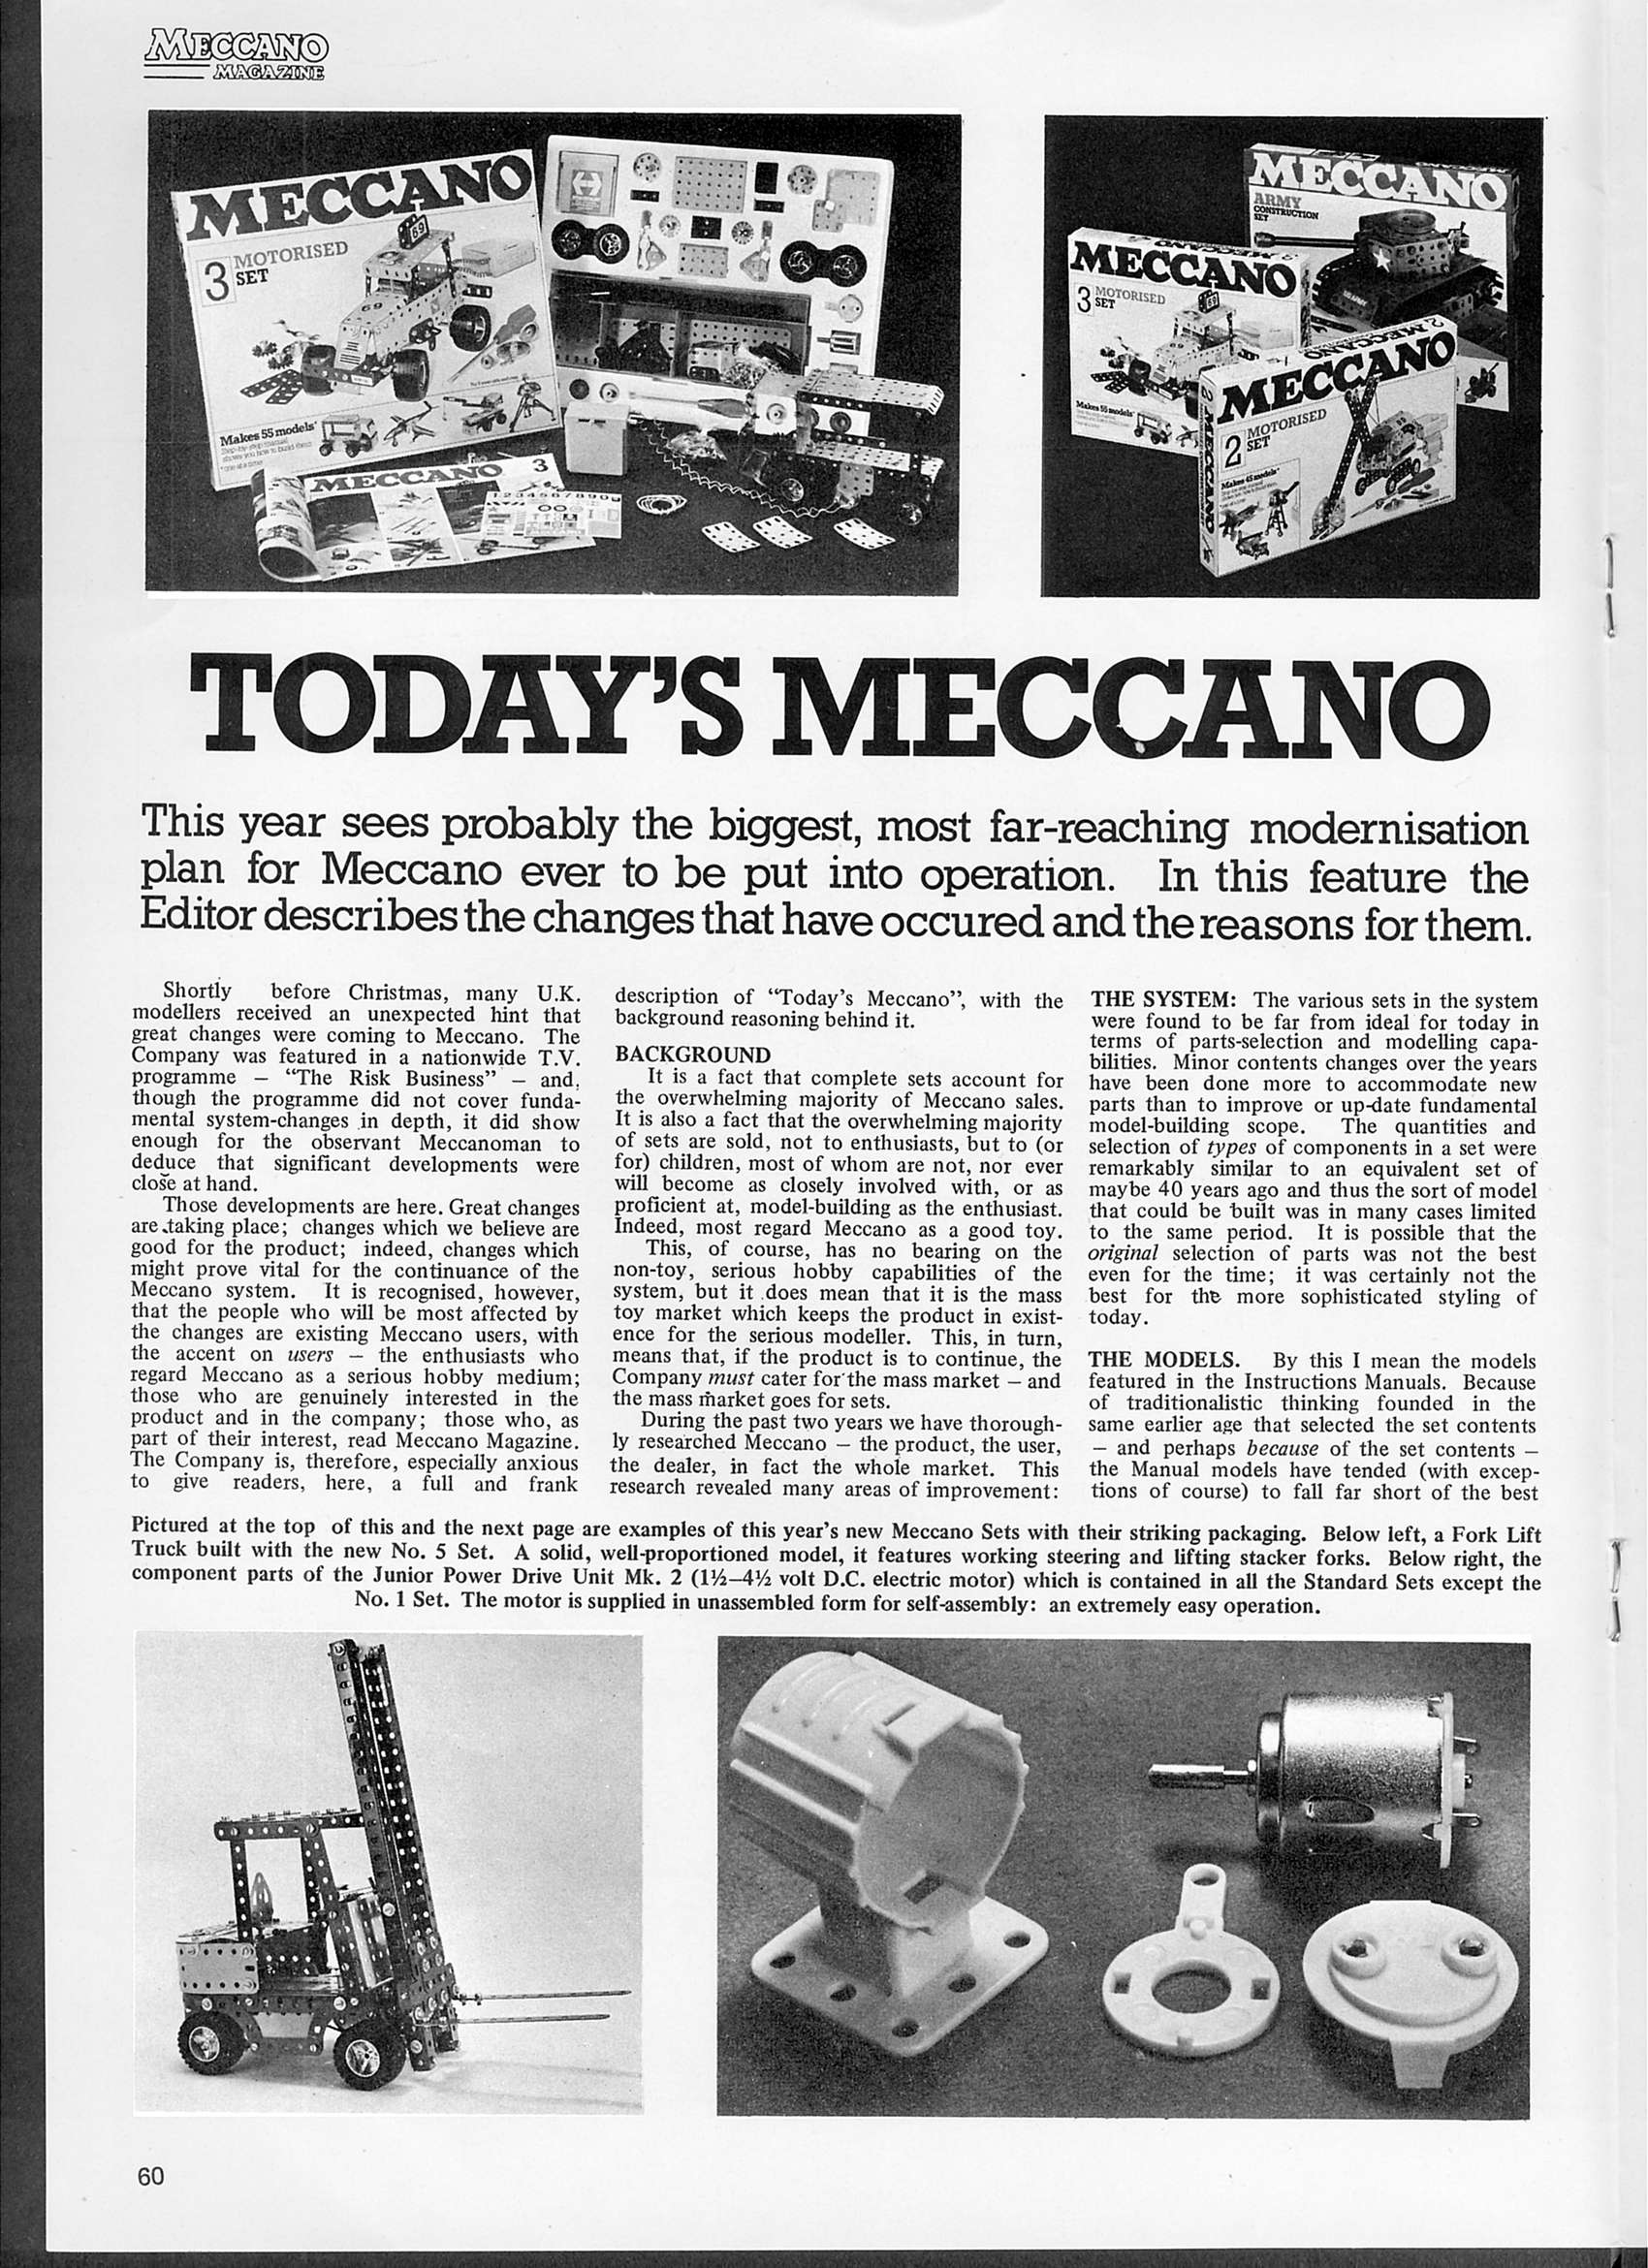 MECCANO
MAGAZINE
MECCANO
3 MOTORISED
SET
Makes 55 models*
MECCANO 3
1234567890
MECCANO
ARMY
CONSTRUCTION
SET
MECCANO
3 MOTORISED
SET
Makes 55 models*
MECCANO
MECCANO
2 MOTORISED
SET
Makes 45 models*
MECCANO
TODAY'S MECCANO
This year sees probably the biggest, most far-reaching modernisation
plan for Meccano ever to be put into operation. In this feature the
Editor describes the changes that have occured and the reasons for them.
Shortly before Christmas, many U.K.
modellers received an unexpected hint that
great changes were coming to Meccano. The
Company was featured in a nationwide T.V.
programme – "The Risk Business" – and,
though the programme did not cover funda-
mental system-changes in depth, it did show
enough for the observant Meccanoman to
deduce that significant developments were
close at hand.
Those developments are here. Great changes
are taking place; changes which we believe are
good for the product; indeed, changes which
might prove vital for the continuance of the
Meccano system. It is recognised, however,
that the people who will be most affected by
the changes are existing Meccano users, with
the accent on users – the enthusiasts who
regard Meccano as a serious hobby medium;
those who are genuinely interested in the
product and in the company; those who, as
part of their interest, read Meccano Magazine.
The Company is, therefore, especially anxious
to give readers, here, a full and frank
description of "Today's Meccano", with the
background reasoning behind it.
BACKGROUND
It is a fact that complete sets account for
the overwhelming majority of Meccano sales.
It is also a fact that the overwhelming majority
of sets are sold, not to enthusiasts, but to (or
for) children, most of whom are not, nor ever
will become as closely involved with, or as
proficient at, model-building as the enthusiast.
Indeed, most regard Meccano as a good toy.
This, of course, has no bearing on the
non-toy, serious hobby capabilities of the
system, but it does mean that it is the mass
toy market which keeps the product in exist-
ence for the serious modeller. This, in turn,
means that, if the product is to continue, the
Company must cater for the mass market – and
the mass market goes for sets.
During the past two years we have thorough-
ly researched Meccano – the product, the user,
the dealer, in fact the whole market. This
research revealed many areas of improvement:
THE SYSTEM: The various sets in the system
were found to be far from ideal for today in
terms of parts-selection and modelling capa-
bilities. Minor contents changes over the years
have been done more to accommodate new
parts than to improve or up-date fundamental
model-building scope. The quantities and
selection of types of components in a set were
remarkably similar to an equivalent set of
maybe 40 years ago and thus the sort of model
that could be built was in many cases limited
to the same period. It is possible that the
original selection of parts was not the best
even for the time; it was certainly not the
best for the more sophisticated styling of
today.
THE MODELS. By this I mean the models
featured in the Instructions Manuals. Because
of traditionalistic thinking founded in the
same earlier age that selected the set contents
– and perhaps because of the set contents –
the Manual models have tended (with excep-
tions of course) to fall far short of the best
Pictured at the top of this and the next page are examples of this year's new Meccano Sets with their striking packaging. Below left, a Fork Lift
Truck built with the new No. 5 Set. A solid, well-proportioned model, it features working steering and lifting stacker forks. Below right, the
component parts of the Junior Power Drive Unit Mk. 2 (1½–4½ volt D.C. electric motor) which is contained in all the Standard Sets except the
No. 1 Set. The motor is supplied in unassembled form for self-assembly: an extremely easy operation.
60